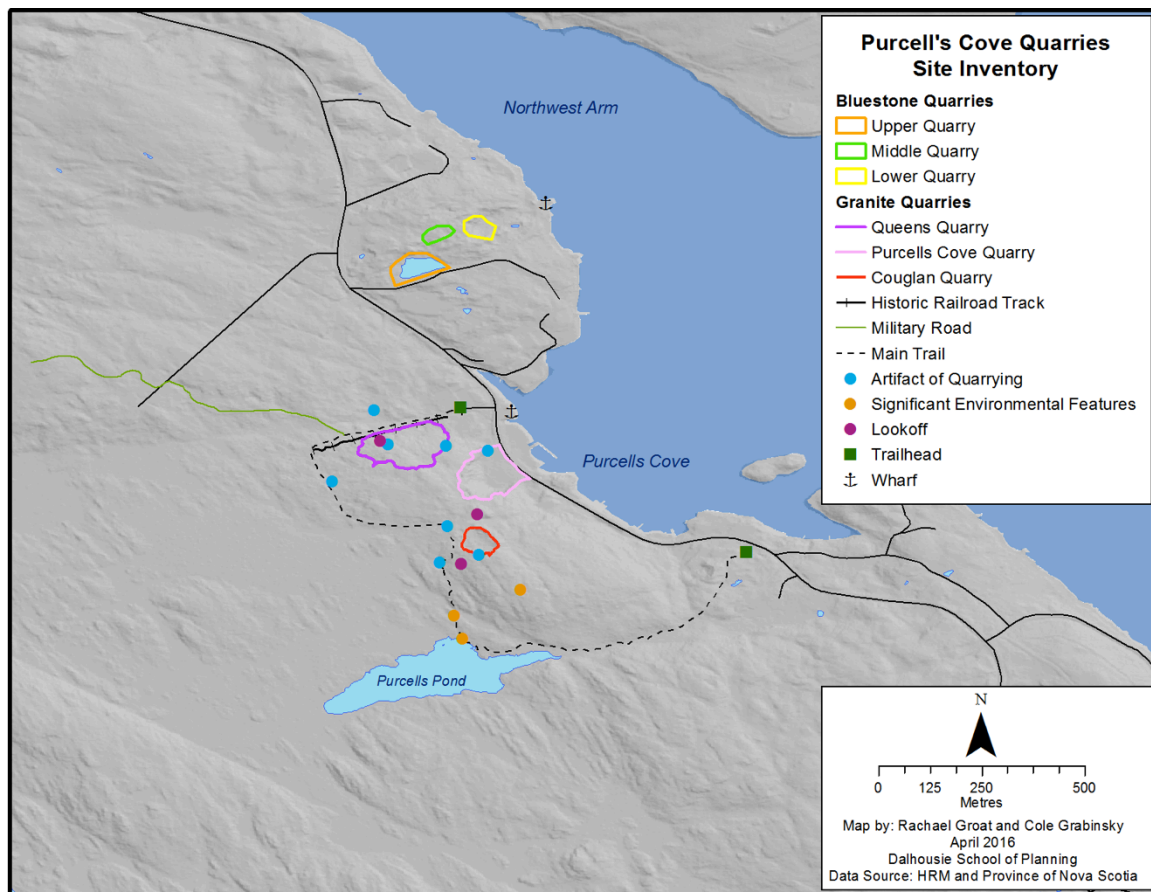 Purcell's Cove Quarries
Site Inventory
Bluestone Quarries
Upper Quarry
Middle Quarry
Lower Quarry
Granite Quarries
Queens Quarry
Purcells Cove Quarry
Couglan Quarry
Historic Railroad Track
Military Road
Main Trail
Artifact of Quarrying
Significant Environmental Features
Lookoff
Trailhead
Wharf
Northwest Arm
Purcells Cove
Purcells Pond
N
0 125 250 500
Metres
Map by: Rachael Groat and Cole Grabinsky
April 2016
Dalhousie School of Planning
Data Source: HRM and Province of Nova Scotia